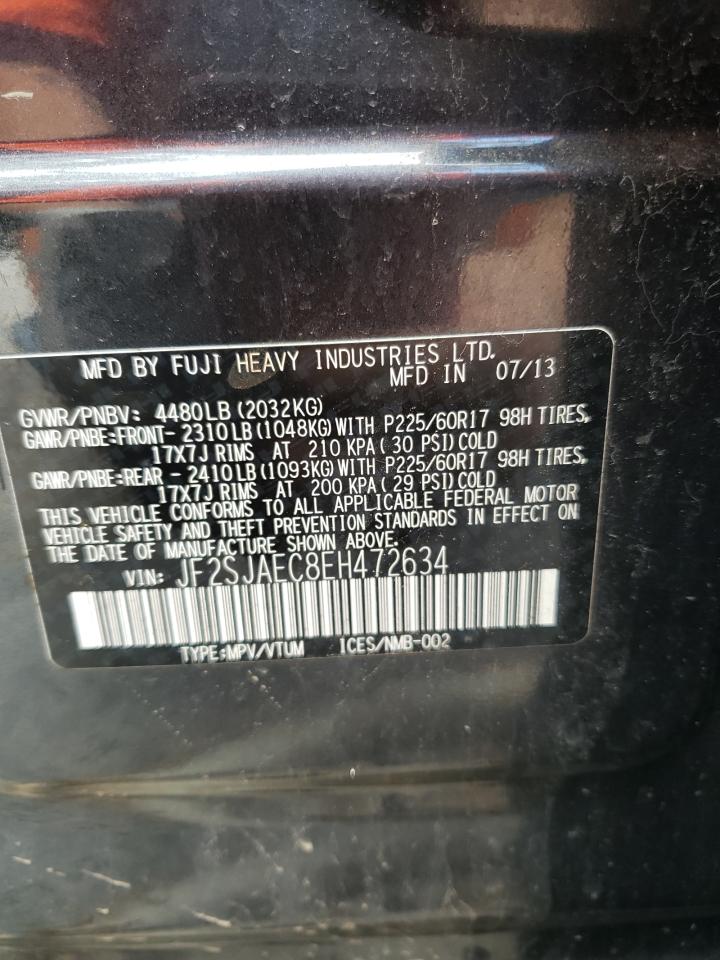 MFD BY FUJI HEAVY INDUSTRIES LTD.
MFD IN 07/13
GVWR/PNBV: 4480LB(2032KG)
GAWR/PNBE:FRONT- 2310LB(1048KG)WITH P225/60R17 98H TIRES,
17X7J RIMS AT 210 KPA(30 PSI)COLD
GAWR/PNBE:REAR - 2410LB(1093KG)WITH P225/60R17 98H TIRES,
17X7J RIMS AT 200 KPA(29 PSI)COLD
THIS VEHICLE CONFORMS TO ALL APPLICABLE FEDERAL MOTOR
VEHICLE SAFETY AND THEFT PREVENTION STANDARDS IN EFFECT ON
THE DATE OF MANUFACTURE SHOWN ABOVE.
VIN: JF2SJAEC8EH472634
TYPE:MPV/VTUM ICES/NMB-002